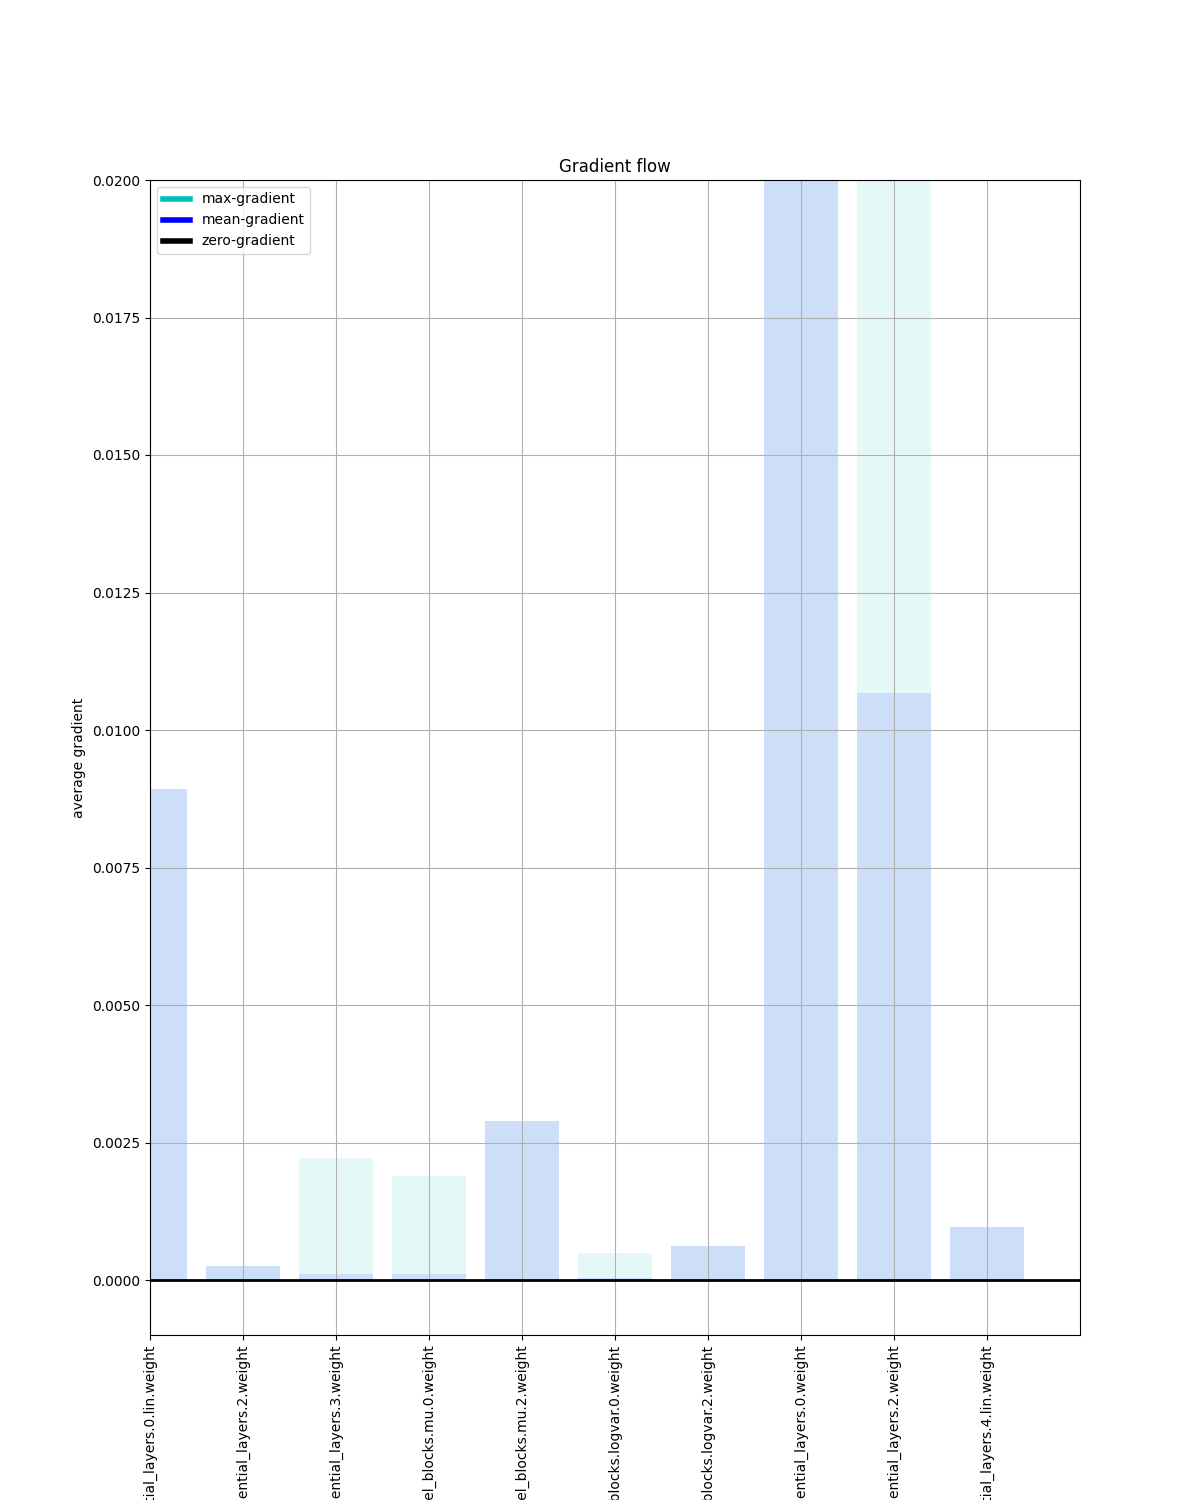 Gradient flow
max-gradient
mean-gradient
zero-gradient
0.0200
0.0175
0.0150
0.0125
0.0100
0.0075
0.0050
0.0025
0.0000
average gradient
tial_layers.0.lin.weight
ential_layers.2.weight
ential_layers.3.weight
el_blocks.mu.0.weight
el_blocks.mu.2.weight
blocks.logvar.0.weight
blocks.logvar.2.weight
ential_layers.0.weight
ential_layers.2.weight
tial_layers.4.lin.weight